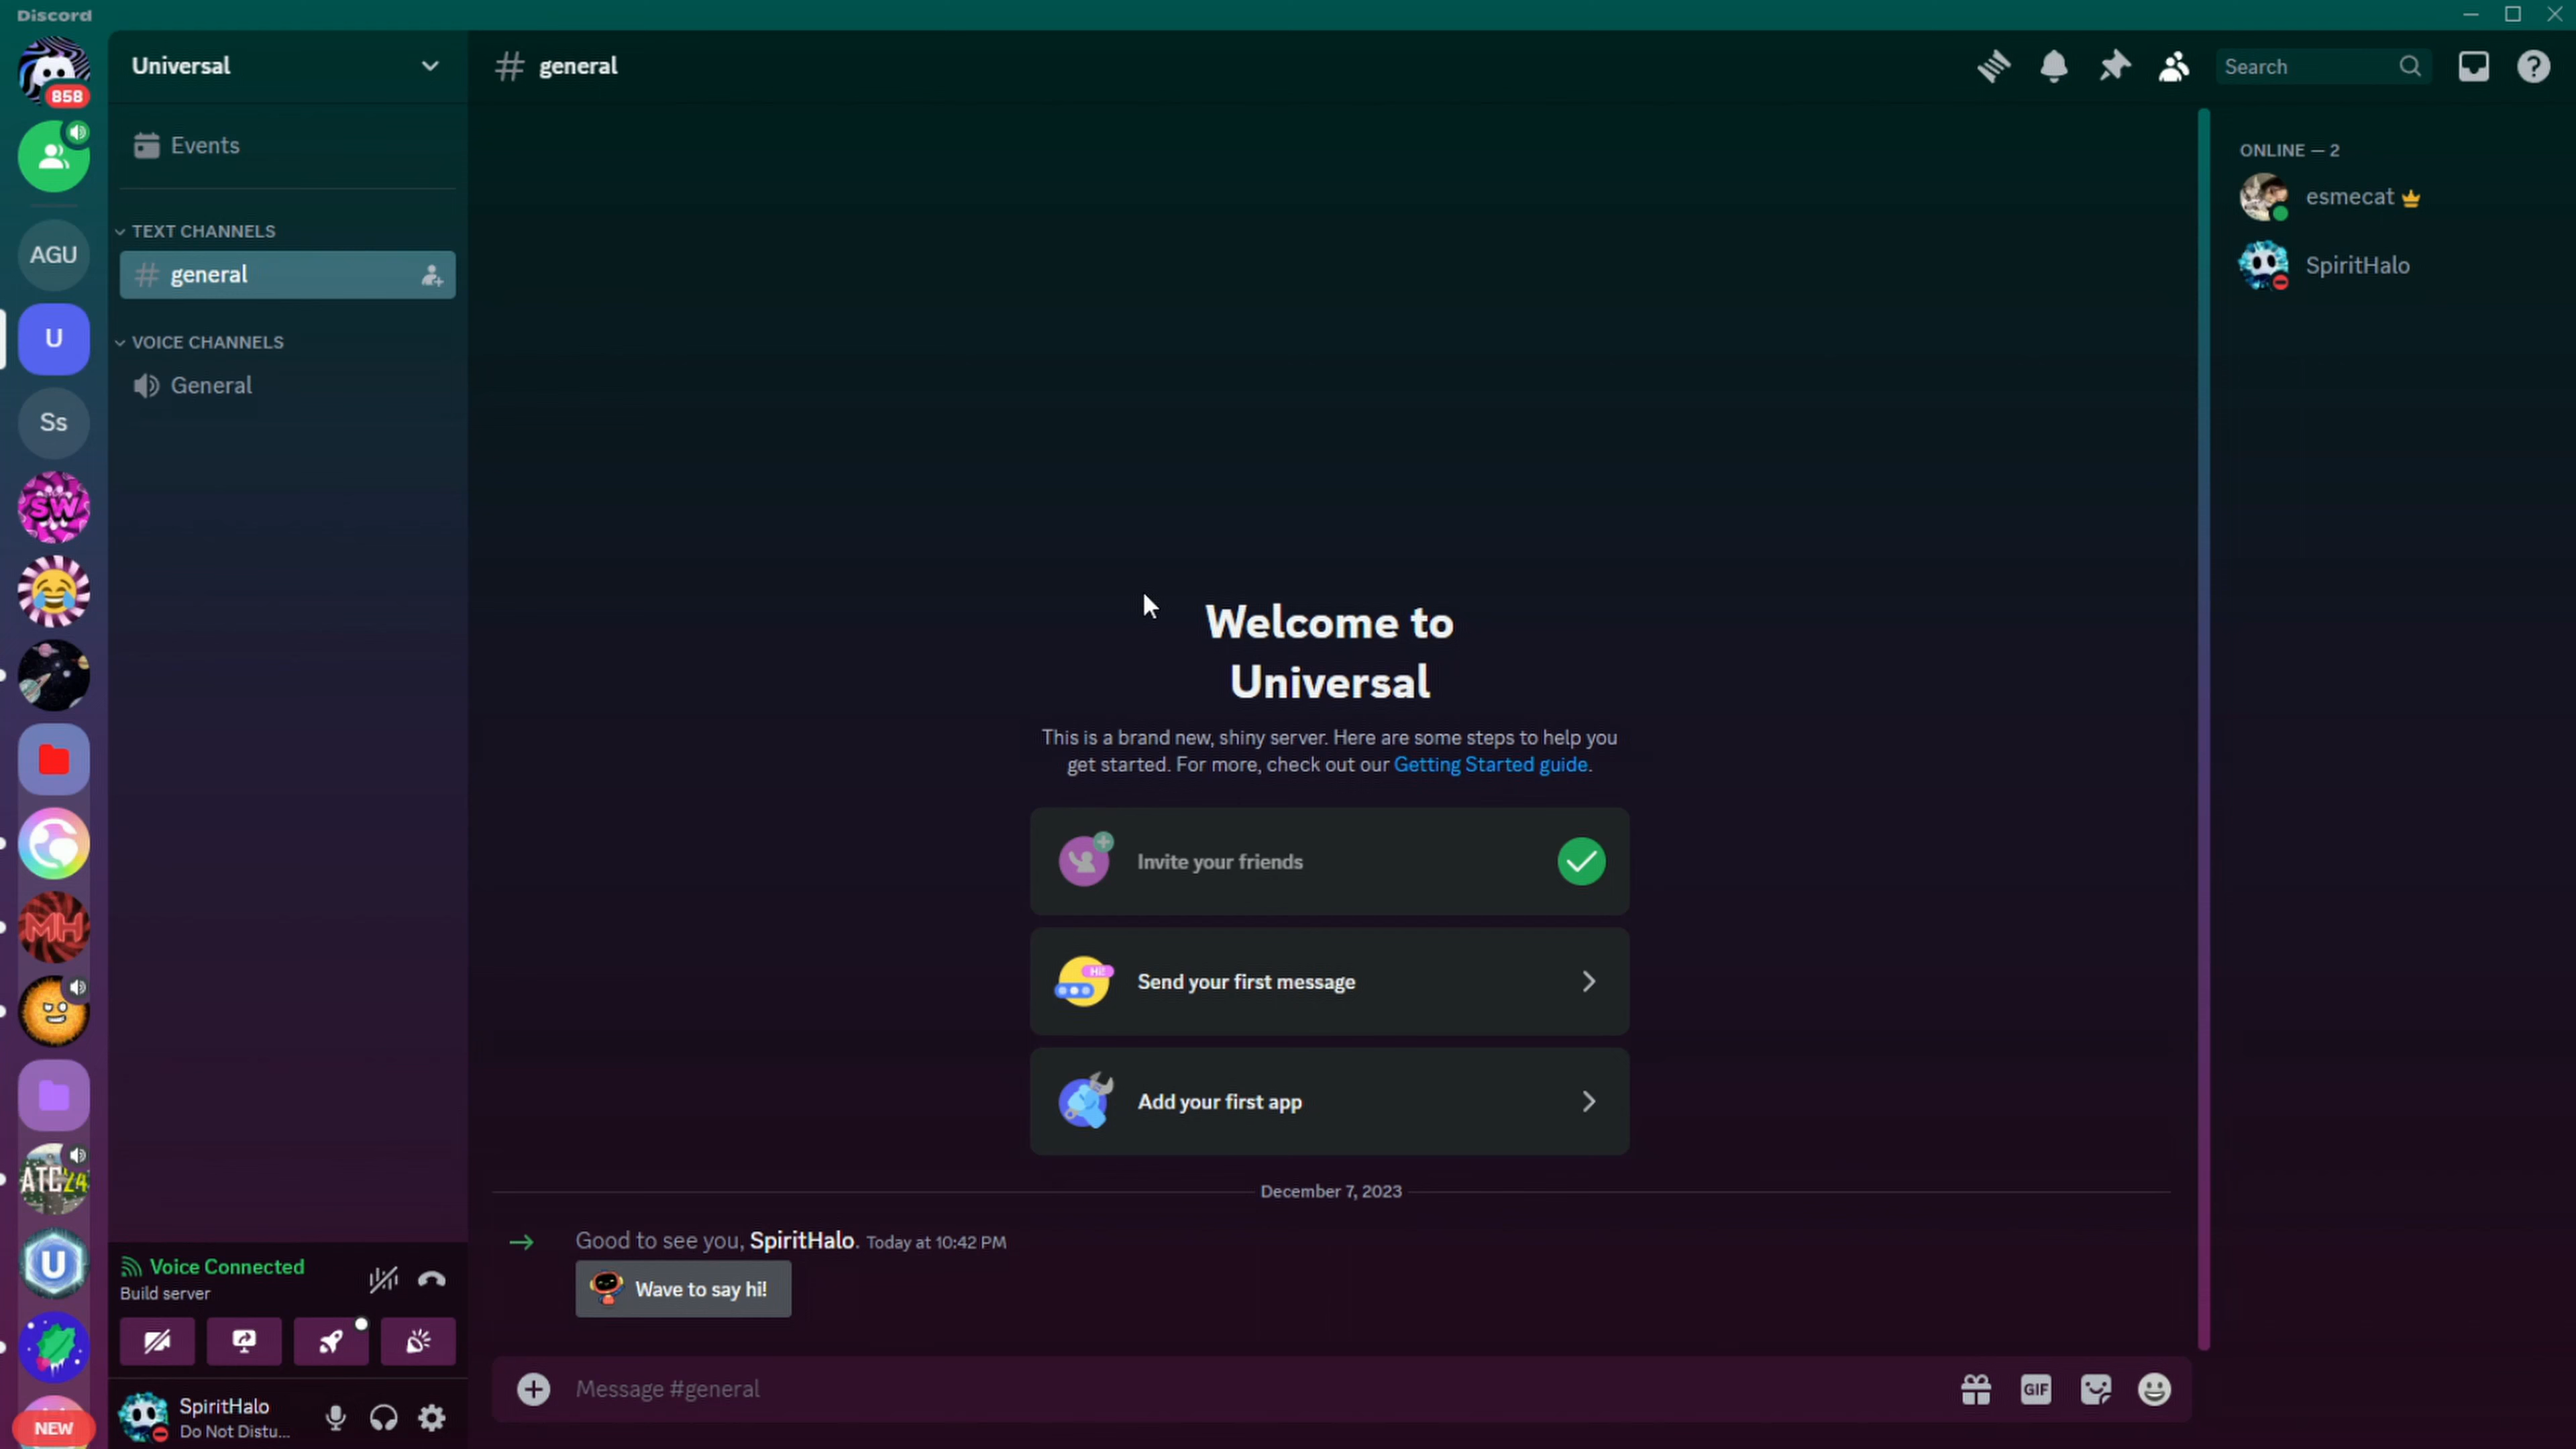 Discord
858
AGU
U
Ss
SW
MH
ATC24
U
NEW
Universal
Events
TEXT CHANNELS
general
VOICE CHANNELS
General
Voice Connected
Build server
SpiritHalo
Do Not Distu...
general
Search
Welcome to
Universal
This is a brand new, shiny server. Here are some steps to help you
get started. For more, check out our Getting Started guide.
Invite your friends
Hi!
Send your first message
Add your first app
December 7, 2023
Good to see you, SpiritHalo. Today at 10:42 PM
Wave to say hi!
Message #general
GIF
ONLINE — 2
esmecat
SpiritHalo